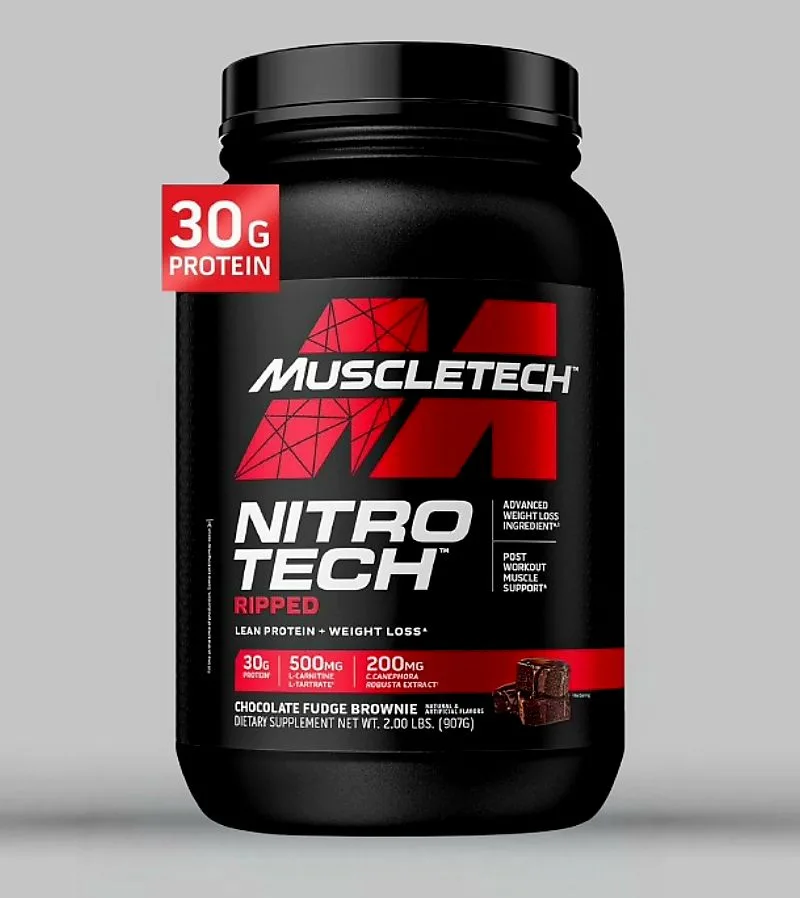 30G
PROTEIN
MUSCLETECH™
NITRO
TECH™
RIPPED
LEAN PROTEIN + WEIGHT LOSS^
ADVANCED
WEIGHT LOSS
INGREDIENT
POST
WORKOUT
MUSCLE
SUPPORT^
30G
PROTEIN
500MG
L-CARNITINE
L-TARTRATE
200MG
C. CANEPHORA
ROBUSTA EXTRACT
CHOCOLATE FUDGE BROWNIE
NATURAL &
ARTIFICIAL FLAVORS
DIETARY SUPPLEMENT NET WT. 2.00 LBS. (907G)